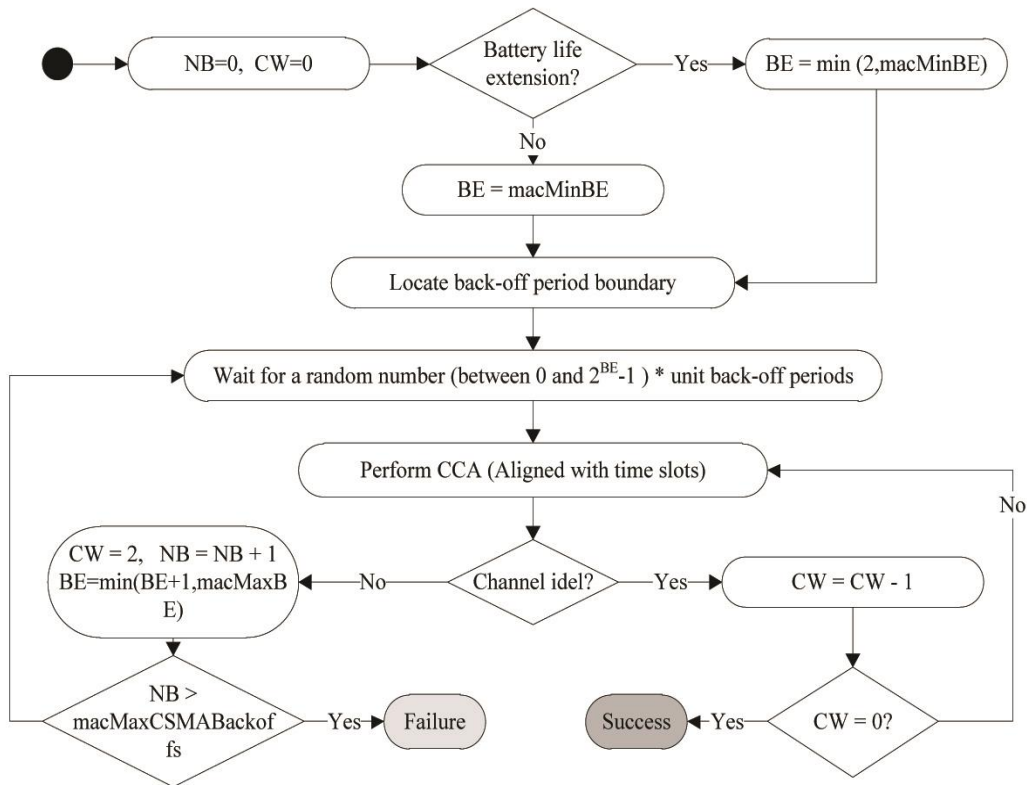 NB=0, CW=0
Battery life
extension?
Yes
BE = min (2,macMinBE)
No
BE = macMinBE
Locate back-off period boundary
Wait for a random number (between 0 and 2^BE-1 ) * unit back-off periods
Perform CCA (Aligned with time slots)
No
CW = 2, NB = NB + 1
BE=min(BE+1,macMaxB
E)
No
Channel idel?
Yes
CW = CW - 1
NB >
macMaxCSMABackof
fs
Yes
Failure
Success
Yes
CW = 0?